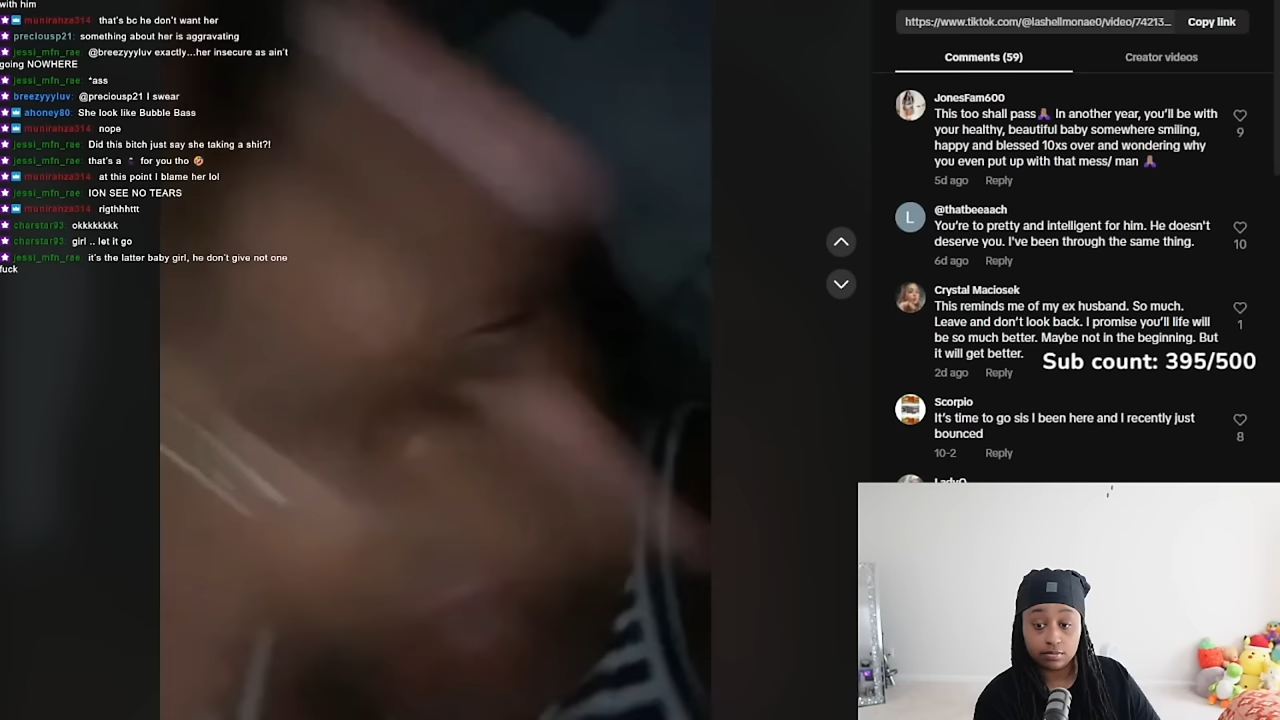 with him
munirahza314 that's bc he don't want her
preciousp21: something about her is aggravating
jessi_mfn_rae: @breezyyyluv exactly...her insecure as ain't
going NOWHERE
jessi_mfn_rae: *ass
breezyyyluv: @preciousp21 I swear
ahoney80: She look like Bubble Bass
munirahza314 nope
jessi_mfn_rae: Did this bitch just say she taking a shit?!
jessi_mfn_rae: that's a for you tho
munirahza314 at this point I blame her lol
jessi_mfn_rae: ION SEE NO TEARS
munirahza314 rigthhhttt
charstar93: okkkkkkkk
charstar93: girl .. let it go
jessi_mfn_rae: it's the latter baby girl, he don't give not one
fuck
https://www.tiktok.com/@lashellmonae0/video/74213...
Copy link
Comments (59)
Creator videos
JonesFam600
This too shall pass🙏🏽 In another year, you'll be with
your healthy, beautiful baby somewhere smiling,
happy and blessed 10xs over and wondering why
you even put up with that mess/ man 🙏🏽
9
5d ago Reply
L
@thatbeeaach
You're to pretty and intelligent for him. He doesn't
deserve you. I've been through the same thing.
10
6d ago Reply
Crystal Maciosek
This reminds me of my ex husband. So much.
Leave and don't look back. I promise you'll life will
be so much better. Maybe not in the beginning. But
it will get better.
1
2d ago Reply
Sub count: 395/500
Scorpio
It's time to go sis I been here and I recently just
bounced
8
10-2 Reply